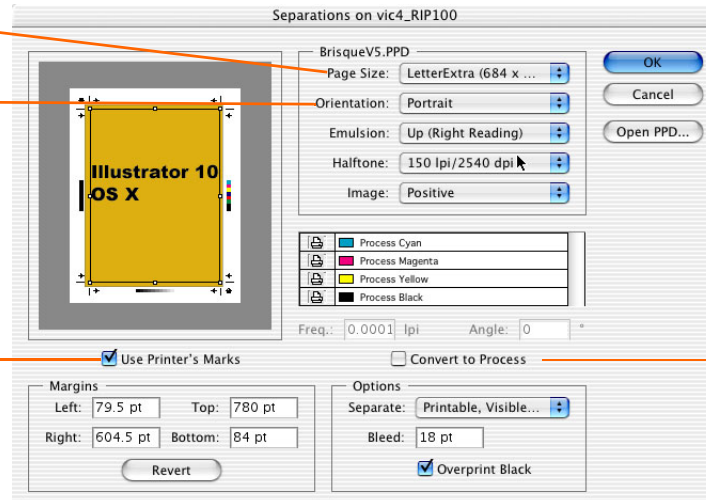 Separations on vic4_RIP100
BrisqueV5.PPD
Page Size: LetterExtra (684 x ...
Orientation: Portrait
Emulsion: Up (Right Reading)
Halftone: 150 lpi/2540 dpi
Image: Positive
OK
Cancel
Open PPD...
Illustrator 10
OS X
Process Cyan
Process Magenta
Process Yellow
Process Black
Freq.: 0.0001 lpi Angle: 0 °
Use Printer's Marks
Convert to Process
Margins
Left: 79.5 pt Top: 780 pt
Right: 604.5 pt Bottom: 84 pt
Revert
Options
Separate: Printable, Visible...
Bleed: 18 pt
Overprint Black